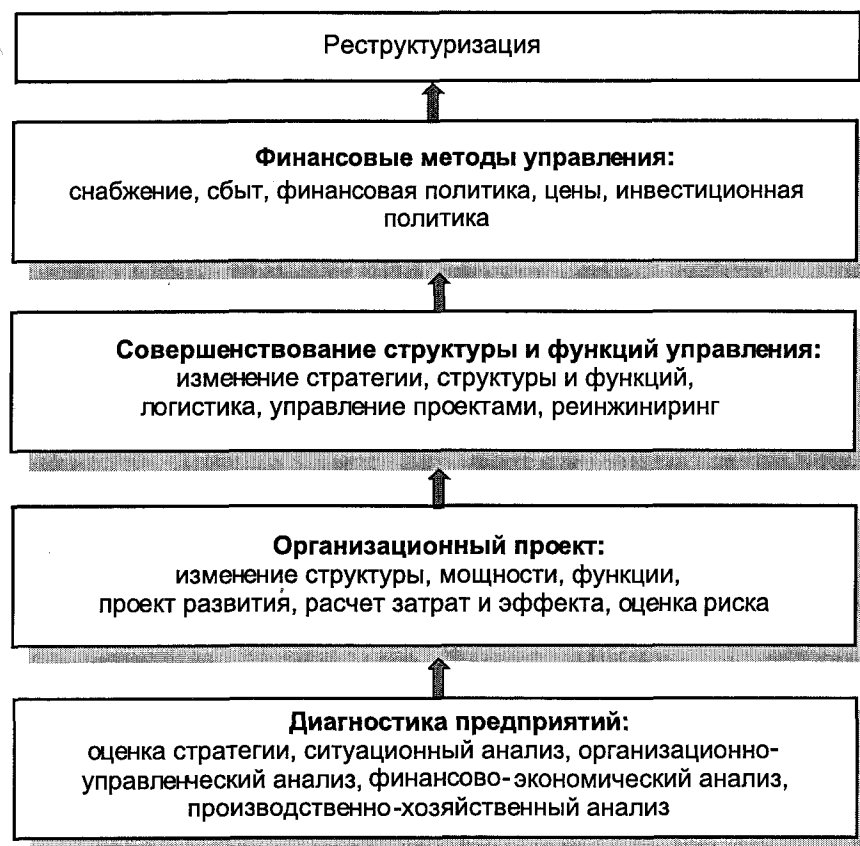 Реструктуризация
Финансовые методы управления:
снабжение, сбыт, финансовая политика, цены, инвестиционная
политика
Совершенствование структуры и функций управления:
изменение стратегии, структуры и функций,
логистика, управление проектами, реинжиниринг
Организационный проект:
изменение структуры, мощности, функции,
проект развития, расчет затрат и эффекта, оценка риска
Диагностика предприятий:
оценка стратегии, ситуационный анализ, организационно-
управленческий анализ, финансово-экономический анализ,
производственно-хозяйственный анализ